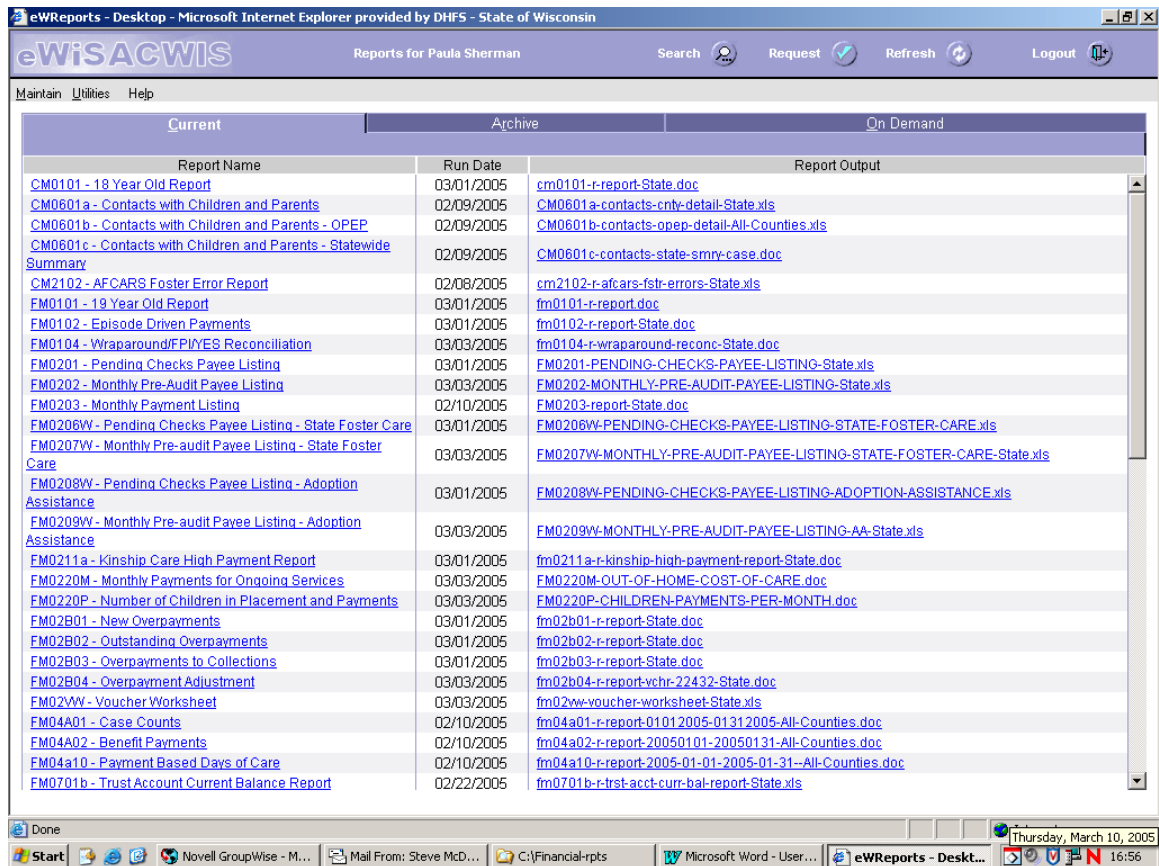 eWReports - Desktop - Microsoft Internet Explorer provided by DHFS - State of Wisconsin
eWiSACWIS Reports for Paula Sherman Search Request Refresh Logout
Maintain Utilities Help
Current Archive On Demand
Report Name Run Date Report Output
CM0101 - 18 Year Old Report 03/01/2005 cm0101-r-report-State.doc
CM0601a - Contacts with Children and Parents 02/09/2005 CM0601a-contacts-cnty-detail-State.xls
CM0601b - Contacts with Children and Parents - OPEP 02/09/2005 CM0601b-contacts-opep-detail-All-Counties.xls
CM0601c - Contacts with Children and Parents - Statewide
Summary 02/09/2005 CM0601c-contacts-state-smry-case.doc
CM2102 - AFCARS Foster Error Report 02/08/2005 cm2102-r-afcars-fstr-errors-State.xls
FM0101 - 19 Year Old Report 03/01/2005 fm0101-r-report.doc
FM0102 - Episode Driven Payments 03/01/2005 fm0102-r-report-State.doc
FM0104 - Wraparound/FPI/YES Reconciliation 03/03/2005 fm0104-r-wraparound-reconc-State.doc
FM0201 - Pending Checks Payee Listing 03/01/2005 FM0201-PENDING-CHECKS-PAYEE-LISTING-State.xls
FM0202 - Monthly Pre-Audit Payee Listing 03/03/2005 FM0202-MONTHLY-PRE-AUDIT-PAYEE-LISTING-State.xls
FM0203 - Monthly Payment Listing 02/10/2005 FM0203-report-State.doc
FM0206W - Pending Checks Payee Listing - State Foster Care 03/01/2005 FM0206W-PENDING-CHECKS-PAYEE-LISTING-STATE-FOSTER-CARE.xls
FM0207W - Monthly Pre-audit Payee Listing - State Foster
Care 03/03/2005 FM0207W-MONTHLY-PRE-AUDIT-PAYEE-LISTING-STATE-FOSTER-CARE-State.xls
FM0208W - Pending Checks Payee Listing - Adoption
Assistance 03/01/2005 FM0208W-PENDING-CHECKS-PAYEE-LISTING-ADOPTION-ASSISTANCE.xls
FM0209W - Monthly Pre-audit Payee Listing - Adoption
Assistance 03/03/2005 FM0209W-MONTHLY-PRE-AUDIT-PAYEE-LISTING-AA-State.xls
FM0211a - Kinship Care High Payment Report 03/01/2005 fm0211a-r-kinship-high-payment-report-State.doc
FM0220M - Monthly Payments for Ongoing Services 03/03/2005 FM0220M-OUT-OF-HOME-COST-OF-CARE.doc
FM0220P - Number of Children in Placement and Payments 03/03/2005 FM0220P-CHILDREN-PAYMENTS-PER-MONTH.doc
FM02B01 - New Overpayments 03/01/2005 fm02b01-r-report-State.doc
FM02B02 - Outstanding Overpayments 03/01/2005 fm02b02-r-report-State.doc
FM02B03 - Overpayments to Collections 03/01/2005 fm02b03-r-report-State.doc
FM02B04 - Overpayment Adjustment 03/03/2005 fm02b04-r-report-vchr-22432-State.doc
FM02VW - Voucher Worksheet 03/03/2005 fm02vw-voucher-worksheet-State.xls
FM04A01 - Case Counts 02/10/2005 fm04a01-r-report-01012005-01312005-All-Counties.doc
FM04A02 - Benefit Payments 02/10/2005 fm04a02-r-report-20050101-20050131-All-Counties.doc
FM04a10 - Payment Based Days of Care 02/10/2005 fm04a10-r-report-2005-01-01-2005-01-31--All-Counties.doc
FM0701b - Trust Account Current Balance Report 02/22/2005 fm0701b-r-trst-acct-curr-bal-report-State.xls
Done
Thursday, March 10, 2005
Start Novell GroupWise - M... Mail From: Steve McD... C:\Financial-rpts Microsoft Word - User... eWReports - Deskt... 16:56